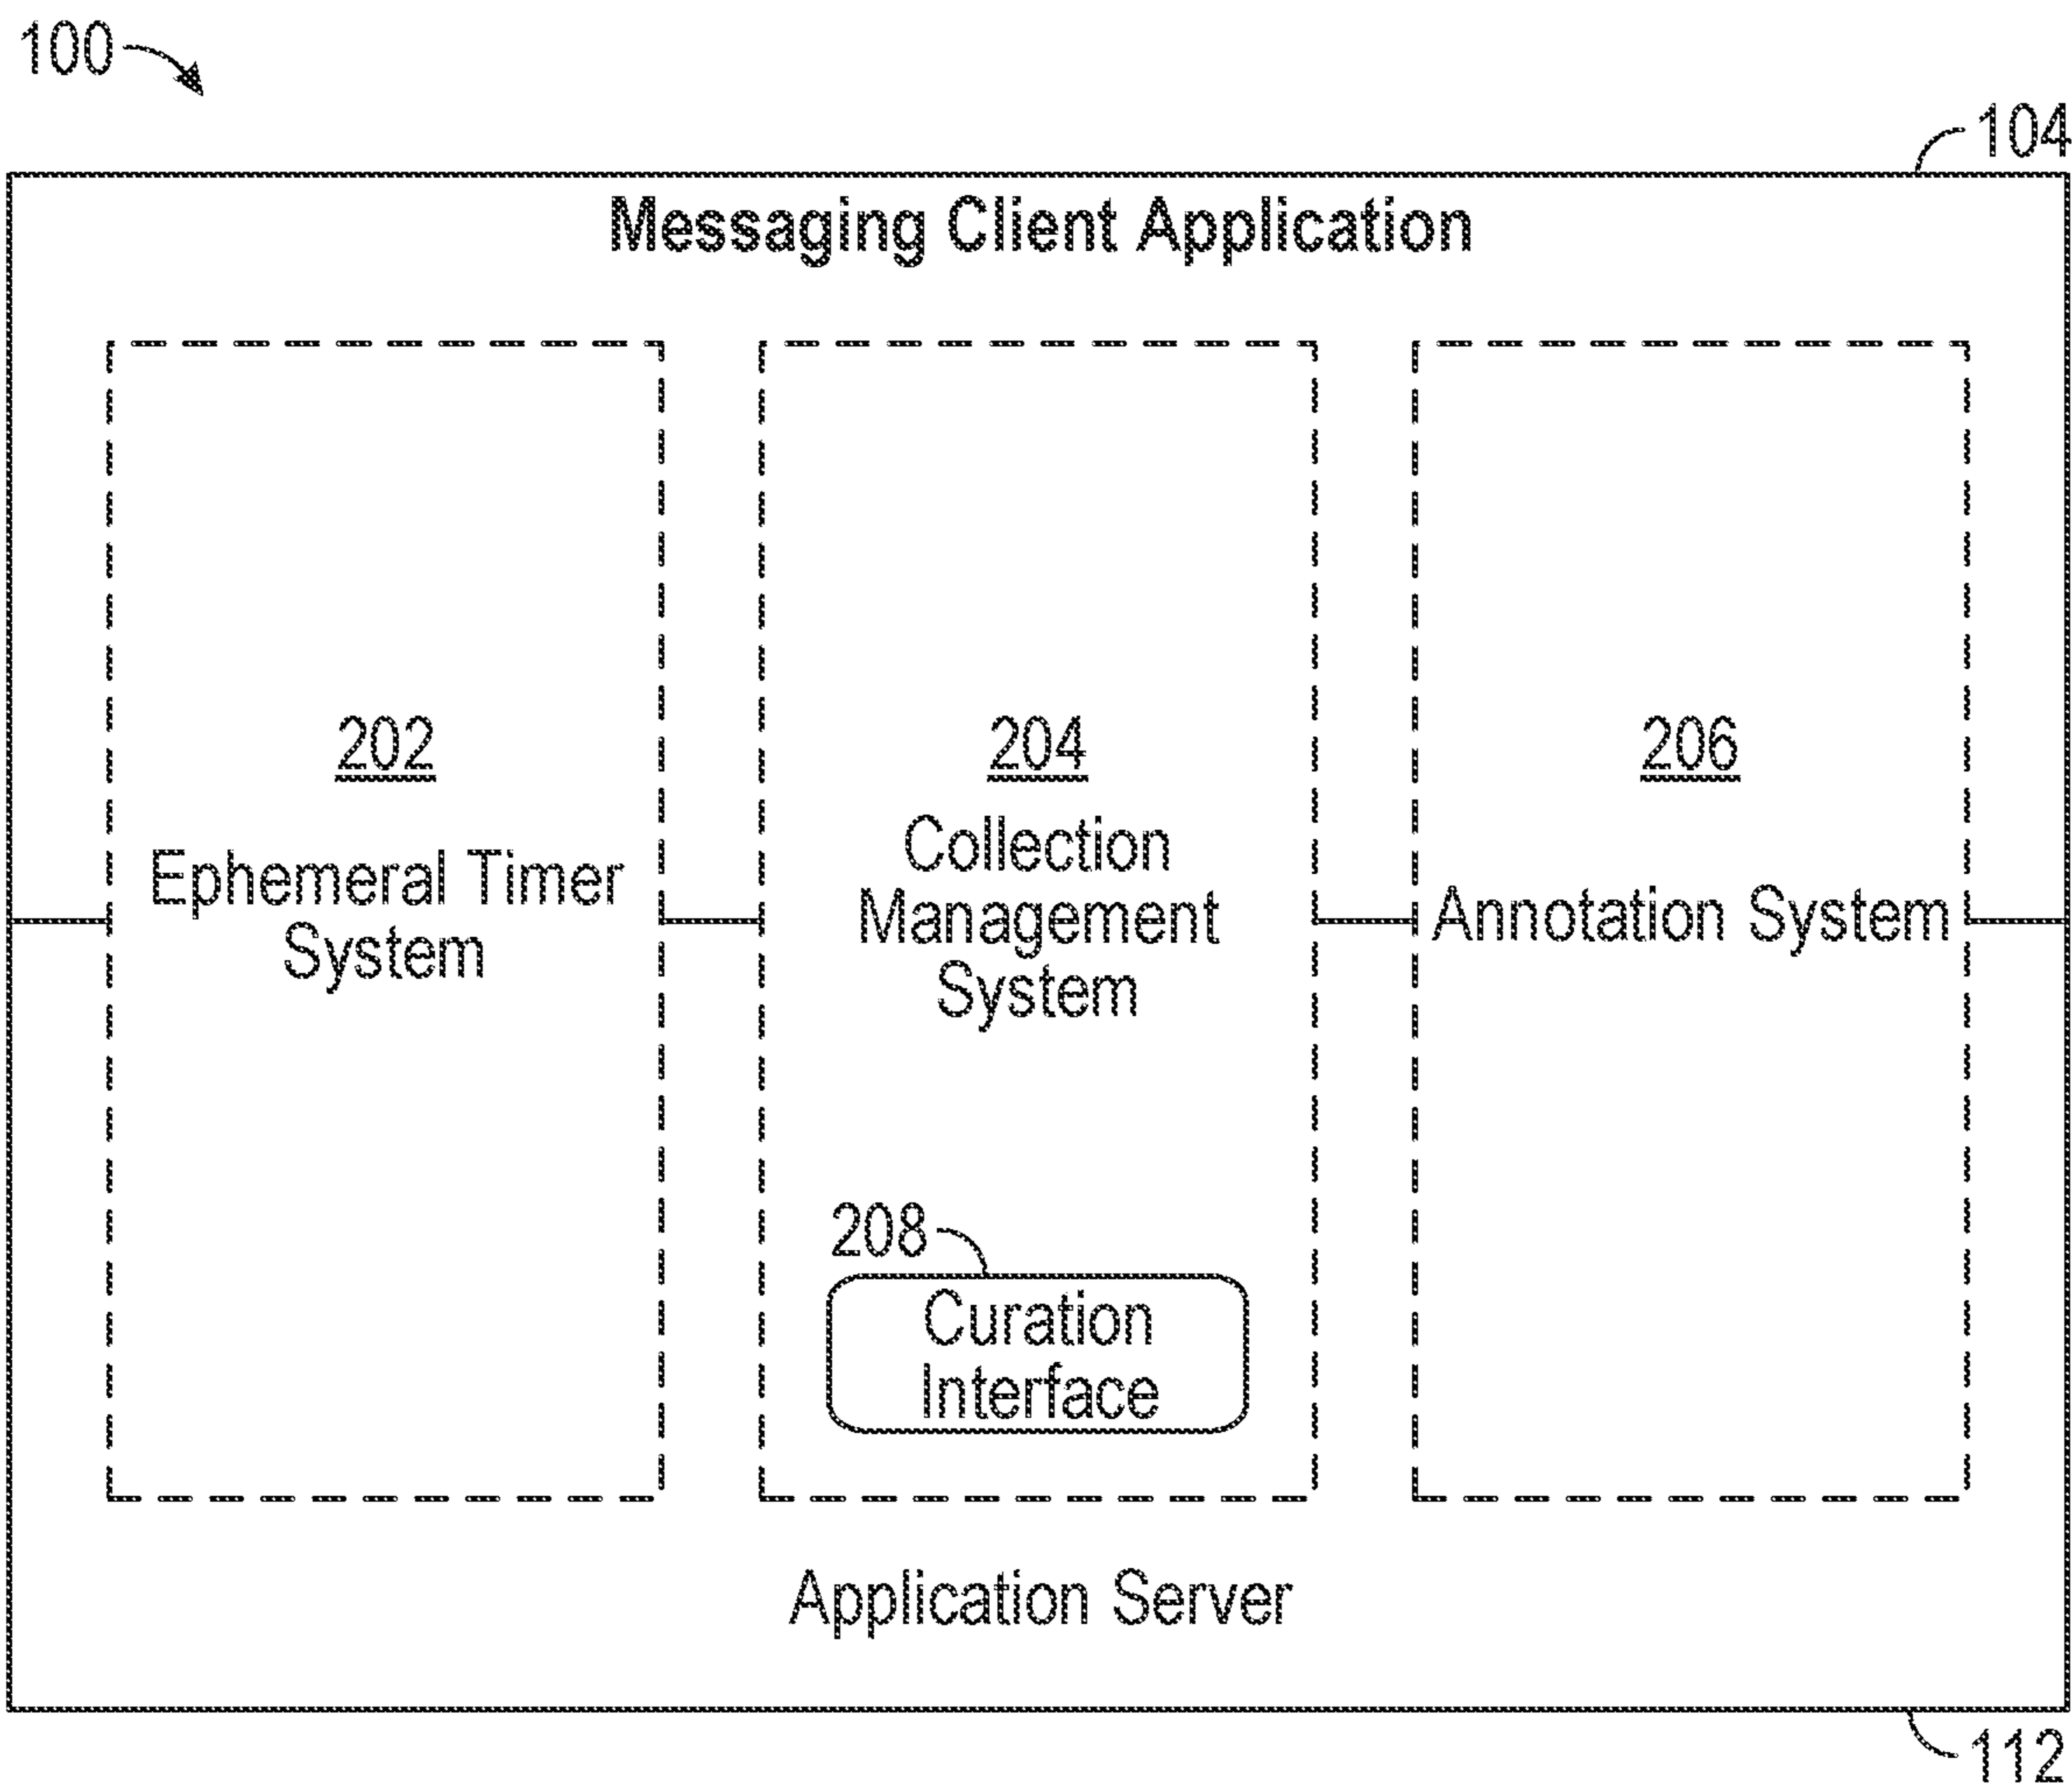 100
104
Messaging Client Application
202
Ephemeral Timer
System
204
Collection
Management
System
206
Annotation System
208
Curation
Interface
Application Server
112